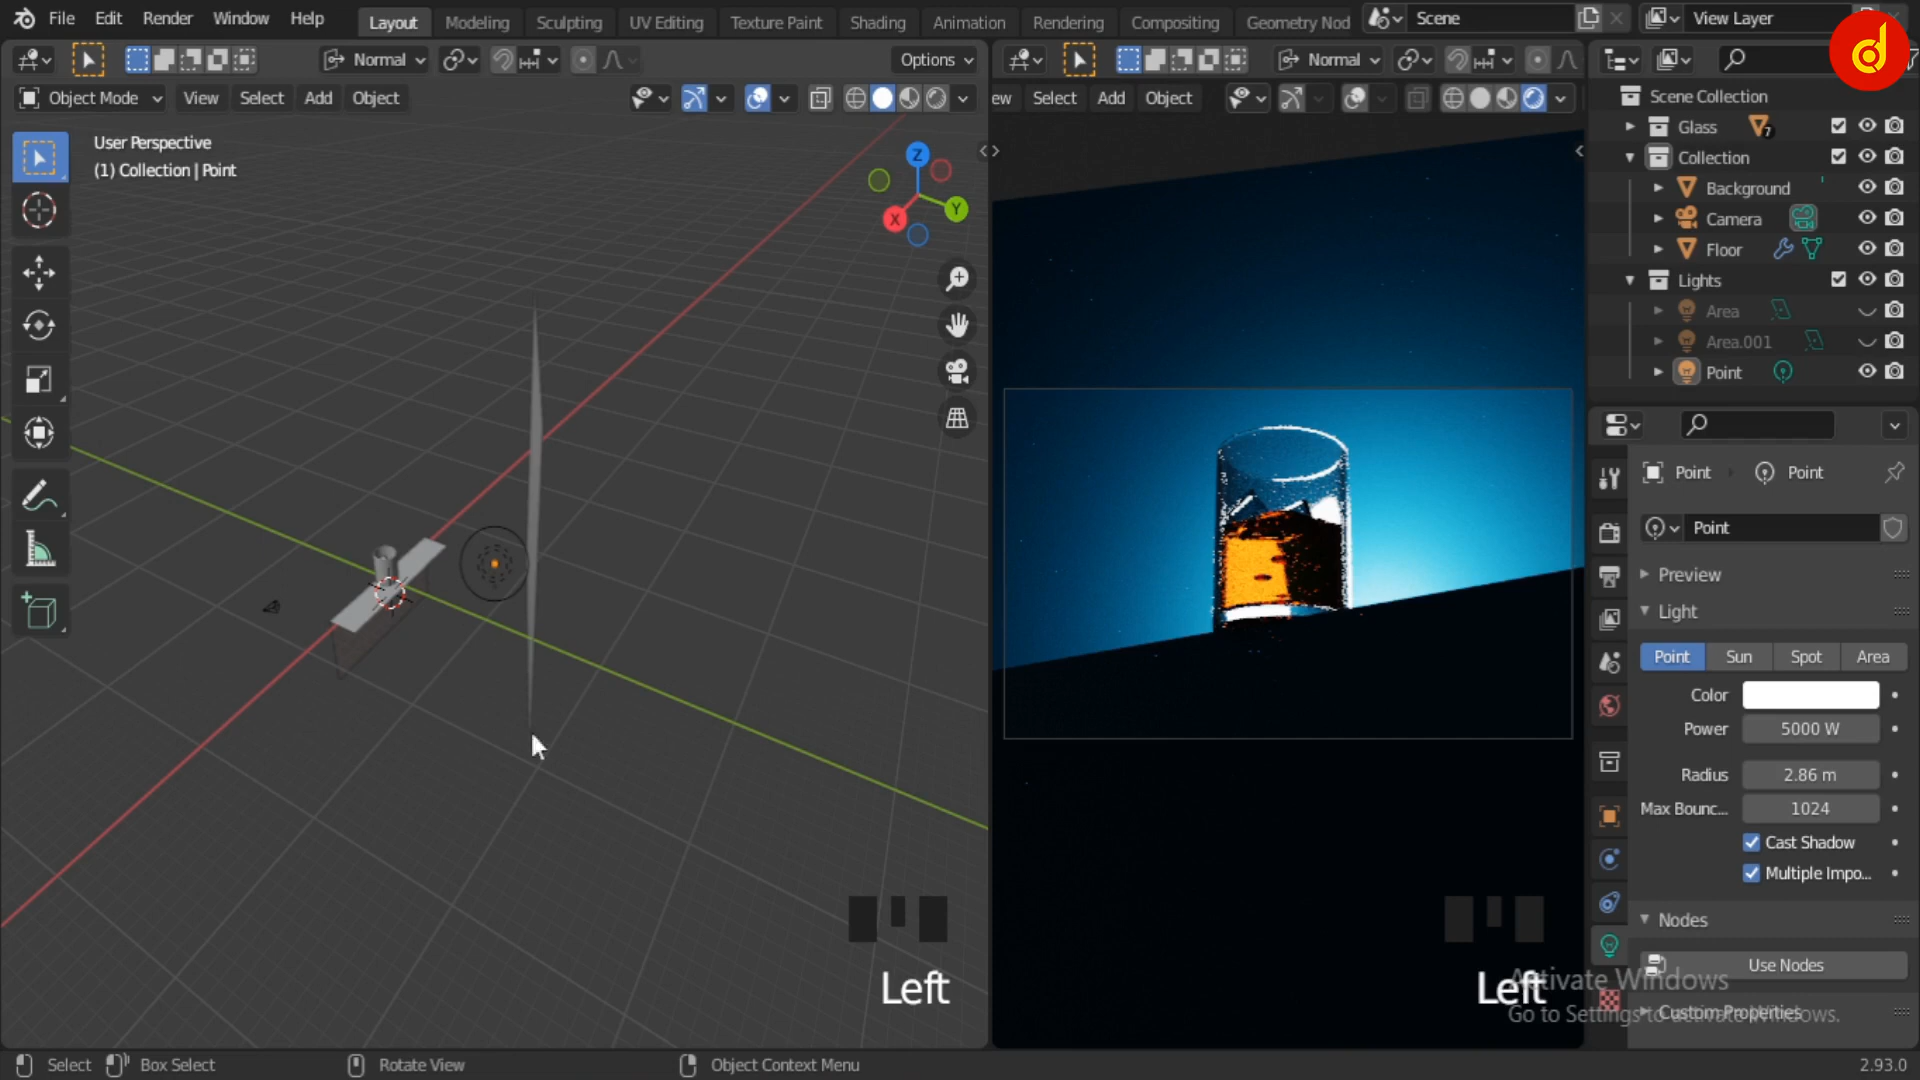 File Edit Render Window Help
Layout Modeling Sculpting UV Editing Texture Paint Shading Animation Rendering Compositing Geometry Nod
Scene
View Layer
Normal
Options
Normal
Object Mode View Select Add Object
ew Select Add Object
User Perspective
(1) Collection | Point
Z
Y
X
Scene Collection
Glass 7
Collection
Background
Camera
Floor
Lights
Area
Area.001
Point
Point Point
Point
Preview
Light
Point Sun Spot Area
Color
Power 5000 W
Radius 2.86 m
Max Bounc... 1024
Cast Shadow
Multiple Impo...
Nodes
Use Nodes
Custom Properties
Left
Left
Activate Windows
Go to Settings to activate Windows.
Select Box Select Rotate View Object Context Menu
2.93.0